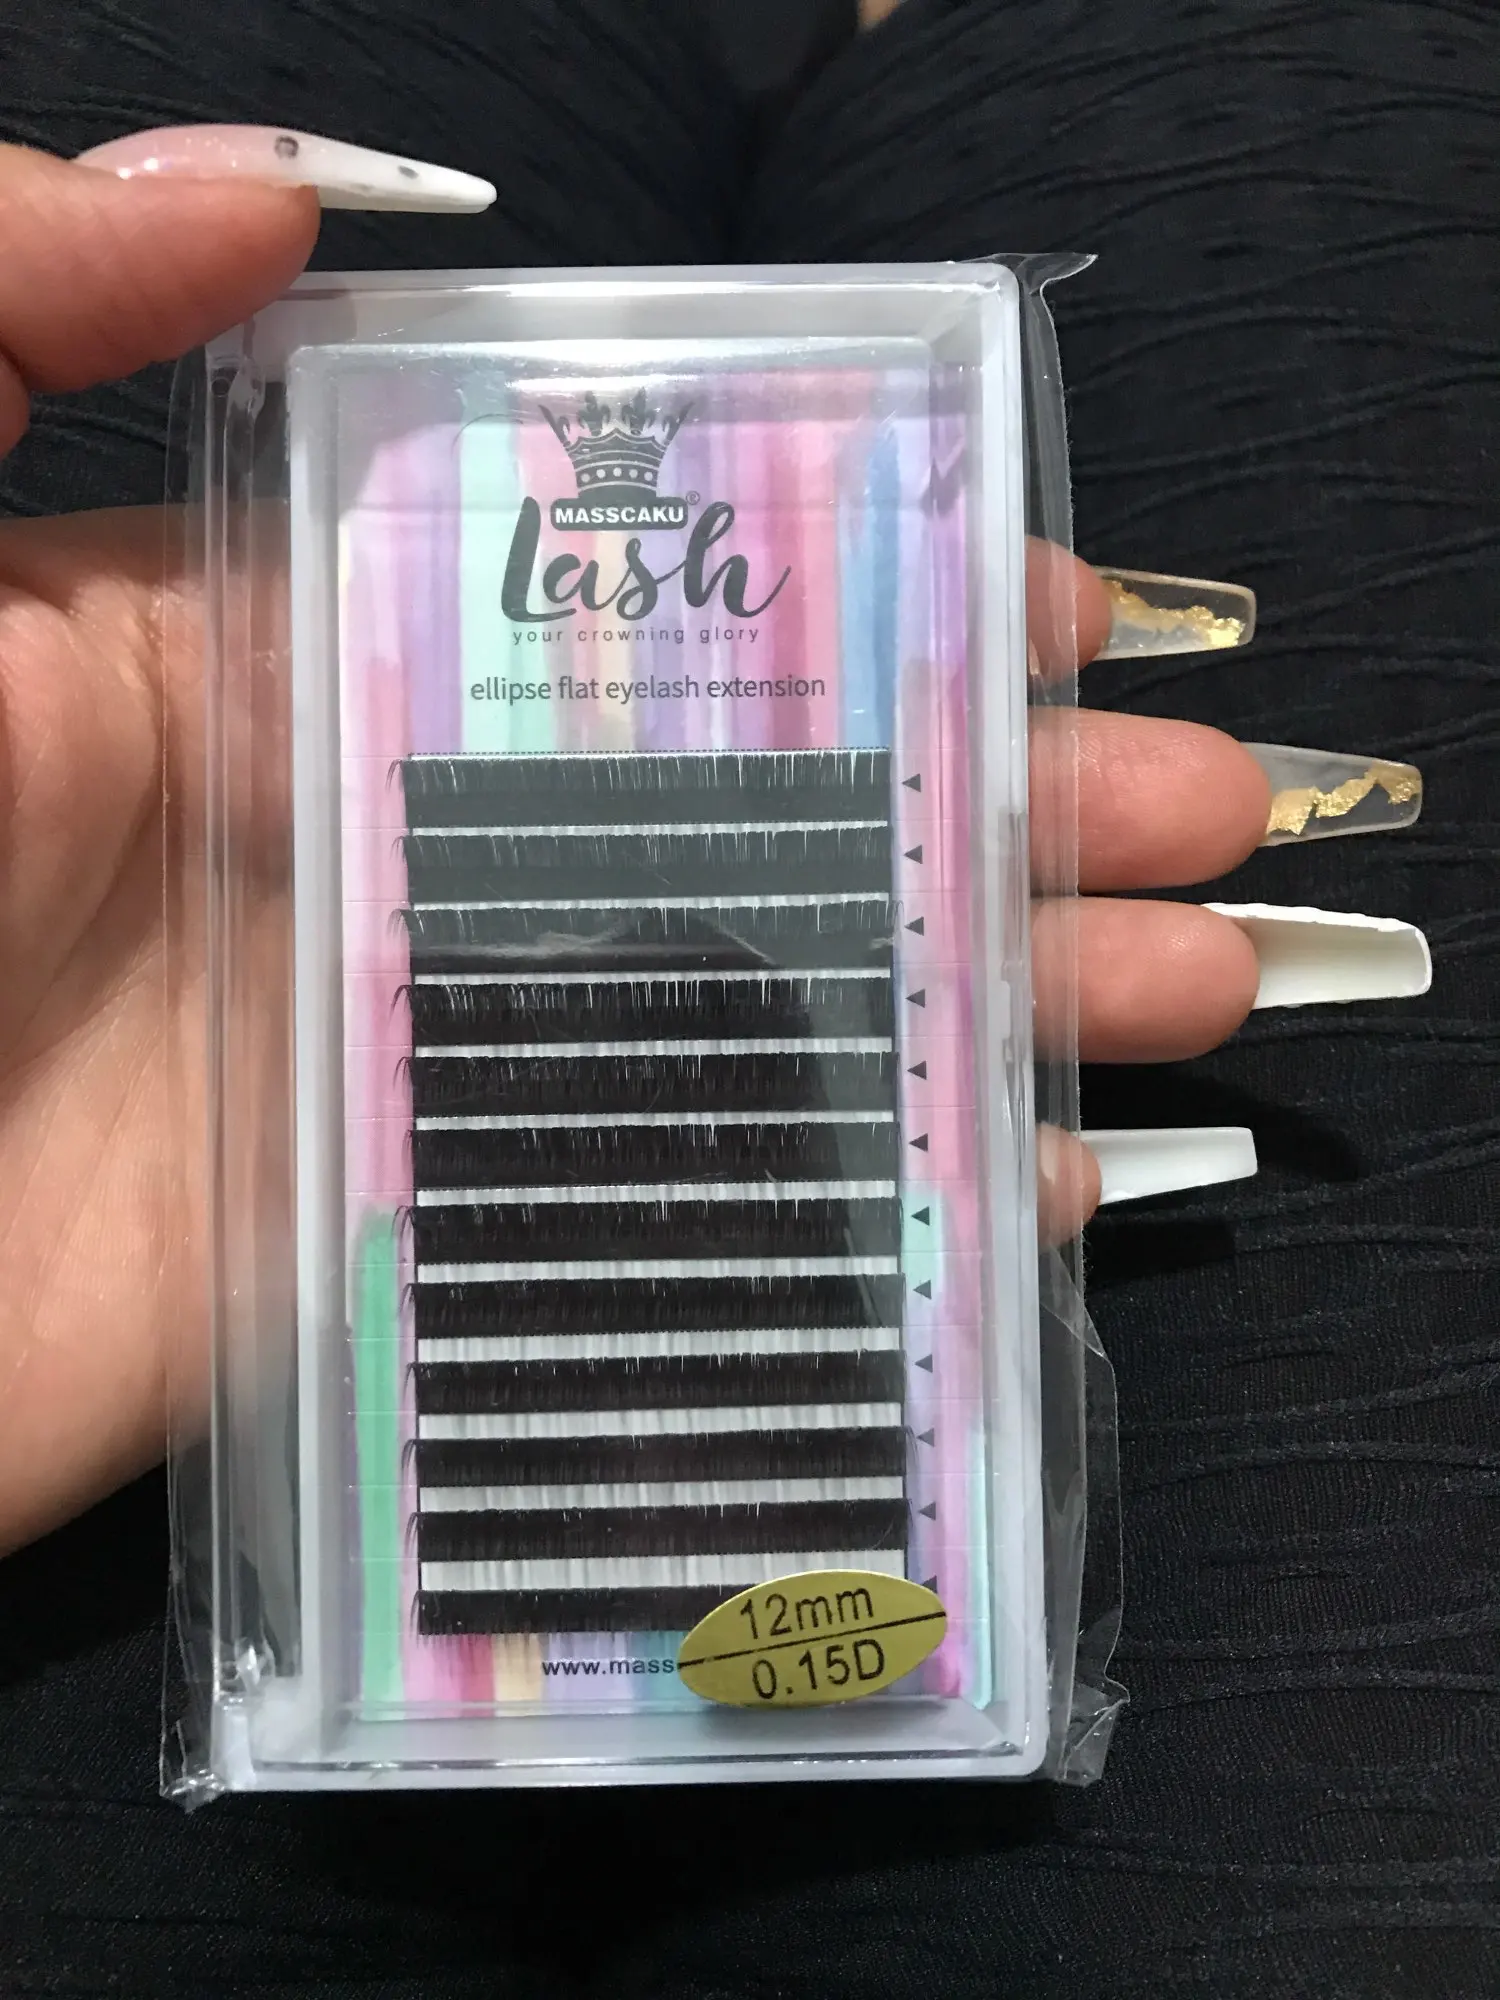 MASSCAKU®
Lash
your crowning glory
ellipse flat eyelash extension
12mm
0.15D
www.mass